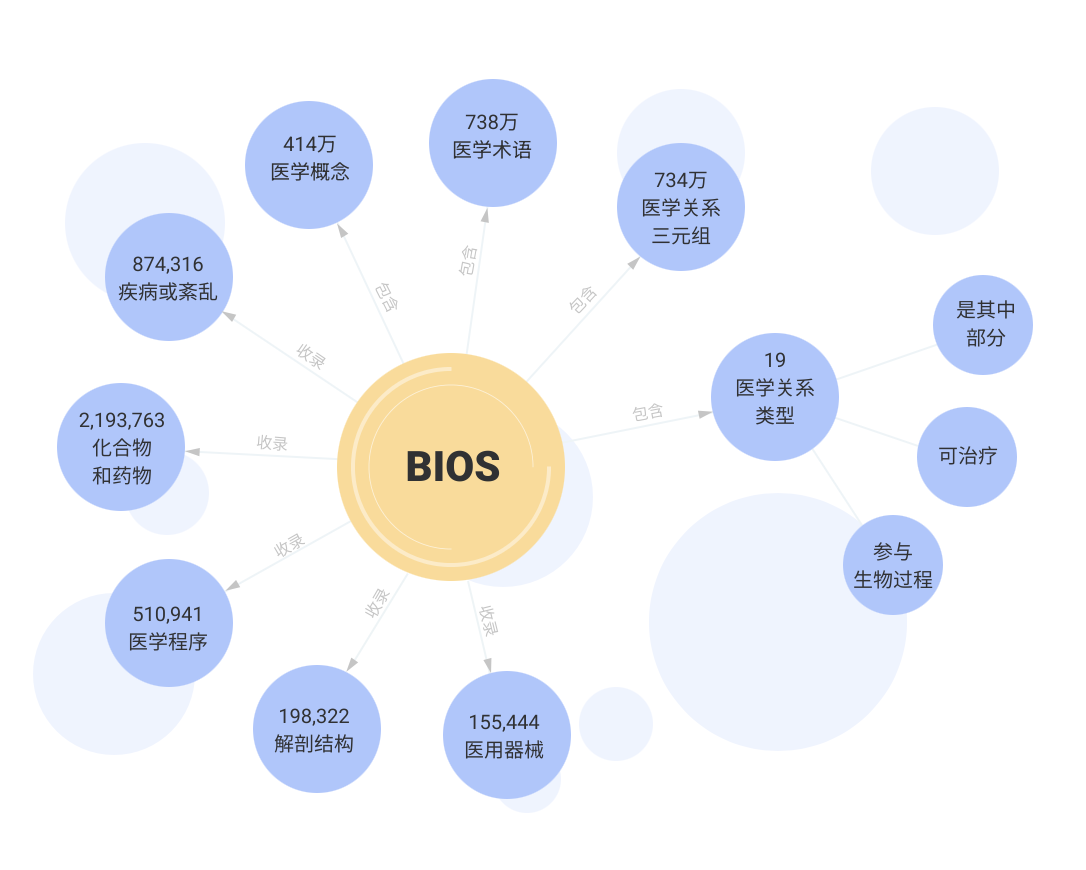 738万
医学术语
414万
医学概念
734万
医学关系
三元组
874,316
疾病或紊乱
包含
包含
包含
收录
是其中
部分
19
医学关系
类型
包含
2,193,763
化合物
和药物
收录
BIOS
可治疗
收录
参与
生物过程
510,941
医学程序
收录
收录
198,322
解剖结构
155,444
医用器械